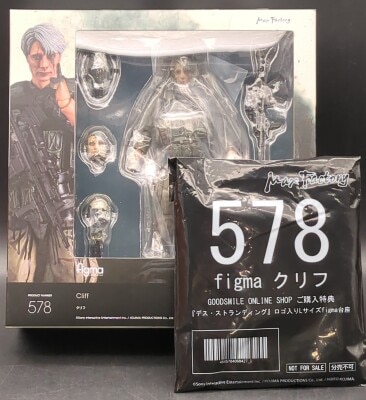 Max Factory
figma
PRODUCT NUMBER
578
Cliff
クリフ
Max Factory
578
figma クリフ
GOODSMILE ONLINE SHOP ご購入特典
『デス・ストランディング』ロゴ入りLサイズfigma台座
NOT FOR SALE 分売不可